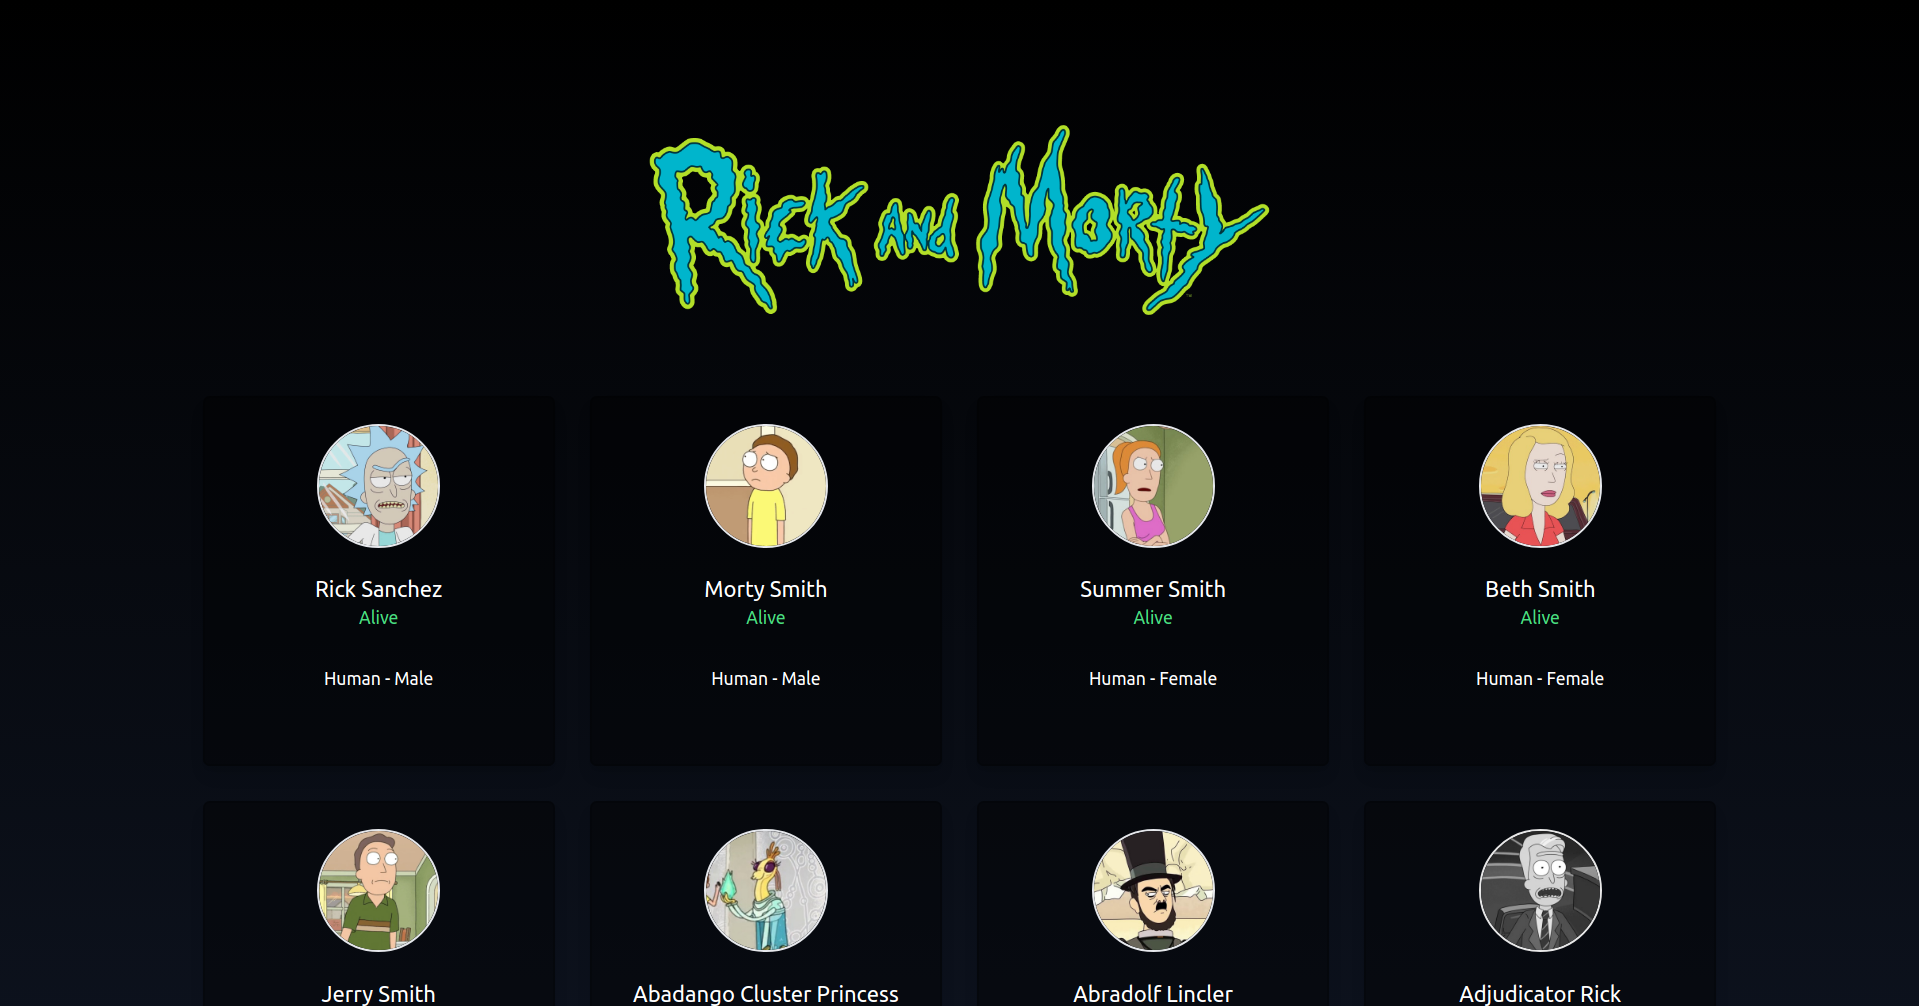 Rick and Morty
Rick Sanchez
Alive
Human - Male
Morty Smith
Alive
Human - Male
Summer Smith
Alive
Human - Female
Beth Smith
Alive
Human - Female
Jerry Smith
Abadango Cluster Princess
Abradolf Lincler
Adjudicator Rick